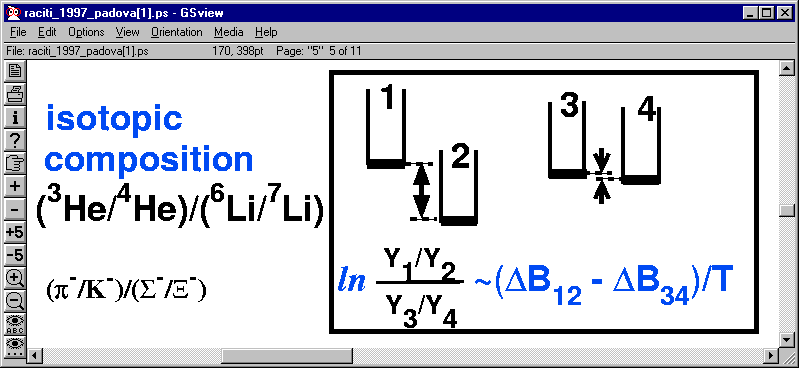 raciti_1997_padova[1].ps - GSview
File Edit Options View Orientation Media Help
File: raciti_1997_padova[1].ps 170, 398pt Page: "5" 5 of 11
isotopic
composition
(³He/⁴He)/(⁶Li/⁷Li)
(π⁻/K⁻)/(Σ⁻/Ξ⁻)
1
2
3
4
ln Y₁/Y₂ ~(ΔB₁₂ - ΔB₃₄)/T
Y₃/Y₄
i
?
+
-
+5
-5
ABC